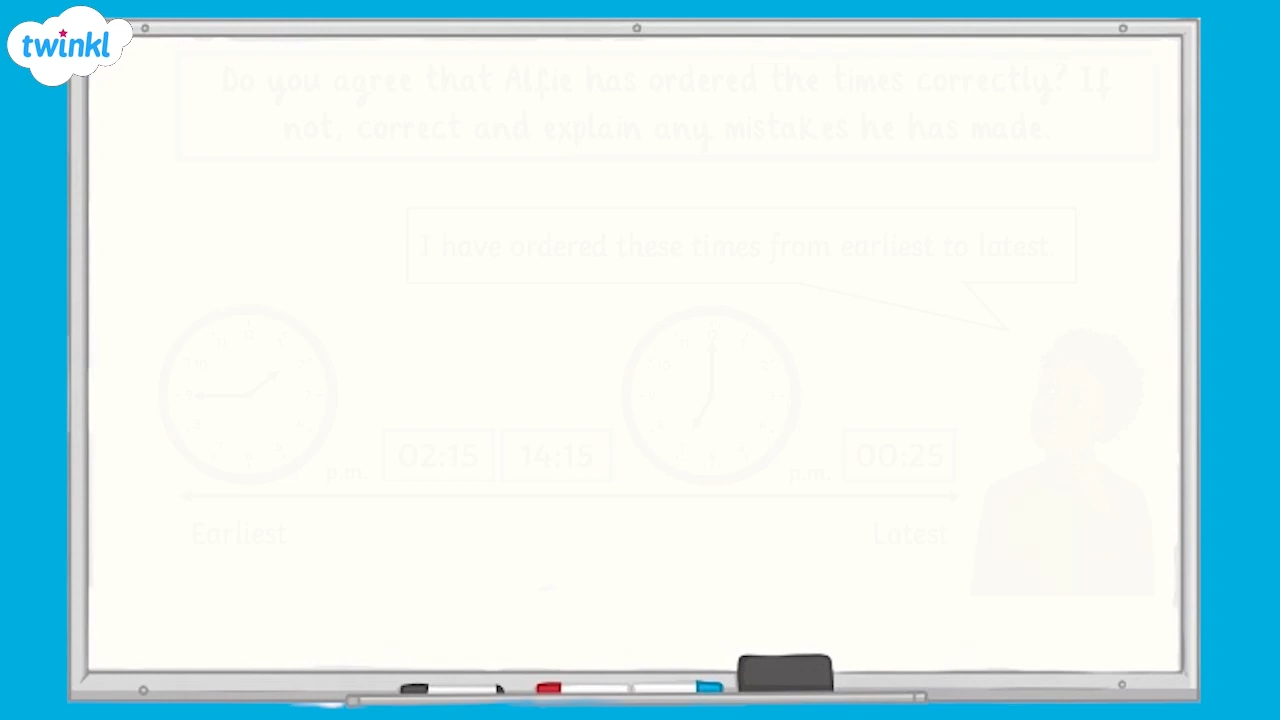 twinkl
Do you agree that Alfie has ordered the times correctly? If
not, correct and explain any mistakes he has made.
I have ordered these times from earliest to latest.
p.m.
02:15
14:15
p.m.
00:25
Earliest
Latest